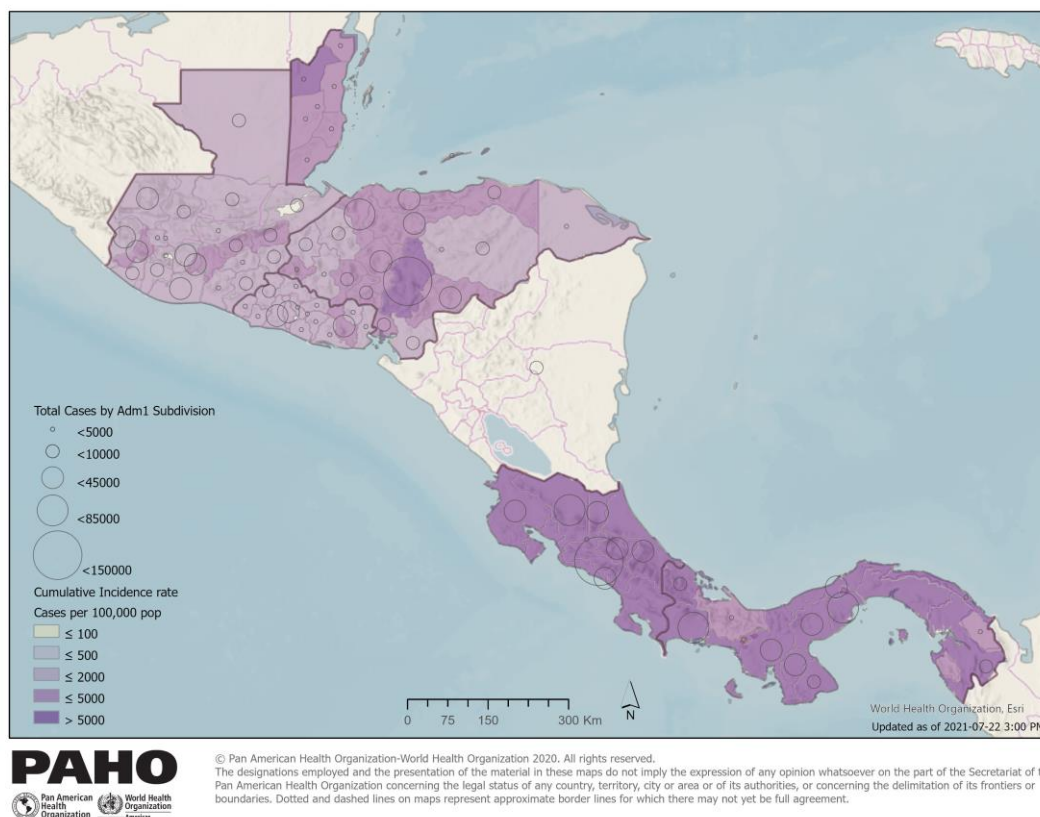 Total Cases by Adm1 Subdivision
<5000
<10000
<45000
<85000
<150000
Cumulative Incidence rate
Cases per 100,000 pop
≤ 100
≤ 500
≤ 2000
≤ 5000
> 5000
0 75 150 300 Km
N
World Health Organization, Esri
Updated as of 2021-07-22 3:00 PM
PAHO
Pan American
Health
Organization
World Health
Organization
© Pan American Health Organization-World Health Organization 2020. All rights reserved.
The designations employed and the presentation of the material in these maps do not imply the expression of any opinion whatsoever on the part of the Secretariat of
Pan American Health Organization concerning the legal status of any country, territory, city or area or of its authorities, or concerning the delimitation of its frontiers or
boundaries. Dotted and dashed lines on maps represent approximate border lines for which there may not yet be full agreement.